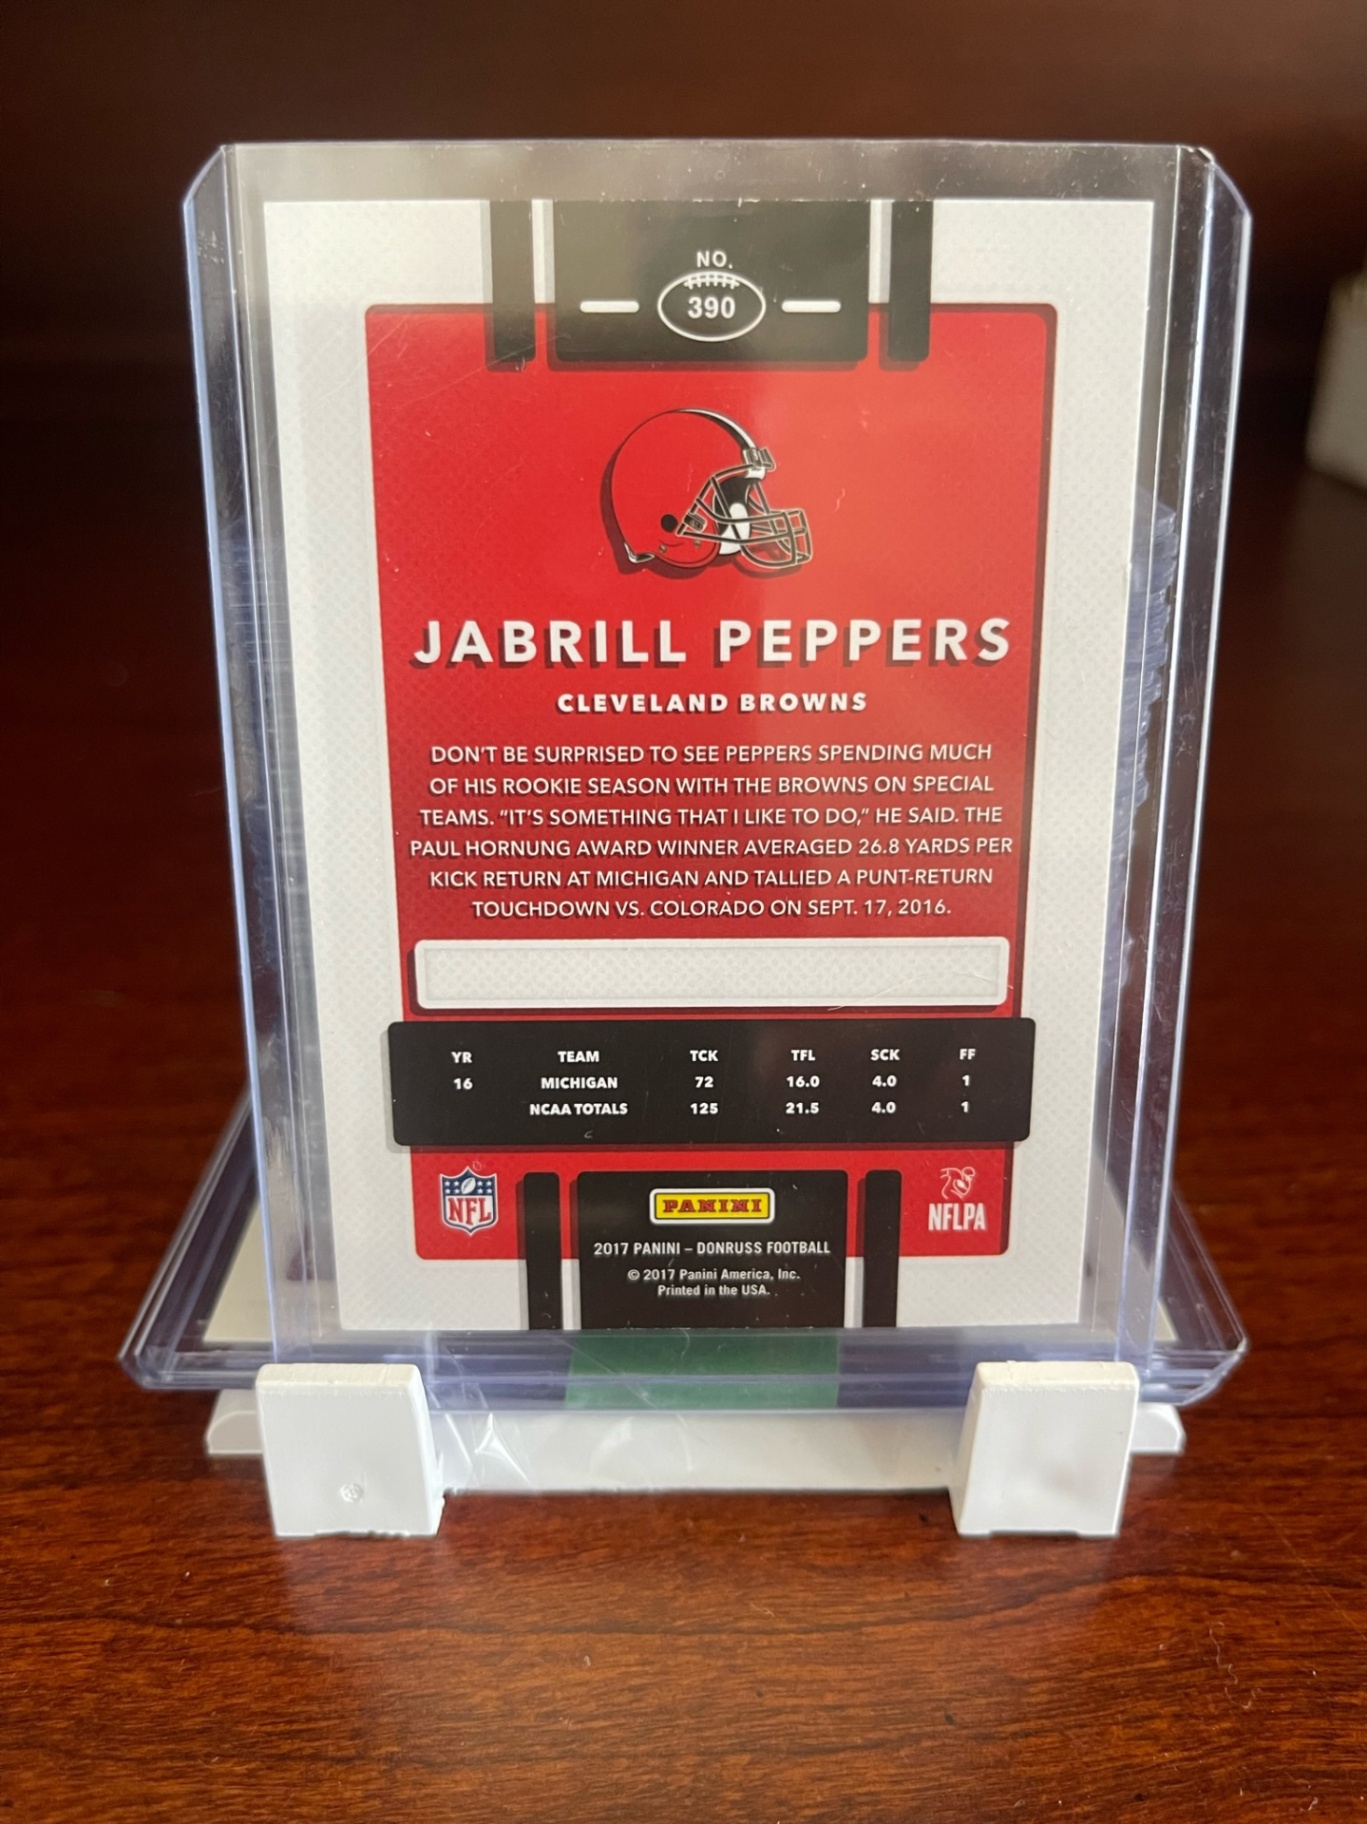 NO.
390
JABRILL PEPPERS
CLEVELAND BROWNS
DON'T BE SURPRISED TO SEE PEPPERS SPENDING MUCH
OF HIS ROOKIE SEASON WITH THE BROWNS ON SPECIAL
TEAMS. "IT'S SOMETHING THAT I LIKE TO DO," HE SAID. THE
PAUL HORNUNG AWARD WINNER AVERAGED 26.8 YARDS PER
KICK RETURN AT MICHIGAN AND TALLIED A PUNT-RETURN
TOUCHDOWN VS. COLORADO ON SEPT. 17, 2016.
YR TEAM TCK TFL SCK FF
16 MICHIGAN 72 16.0 4.0 1
NCAA TOTALS 125 21.5 4.0 1
NFL PANINI NFLPA
2017 PANINI – DONRUSS FOOTBALL
© 2017 Panini America, Inc.
Printed in the USA.